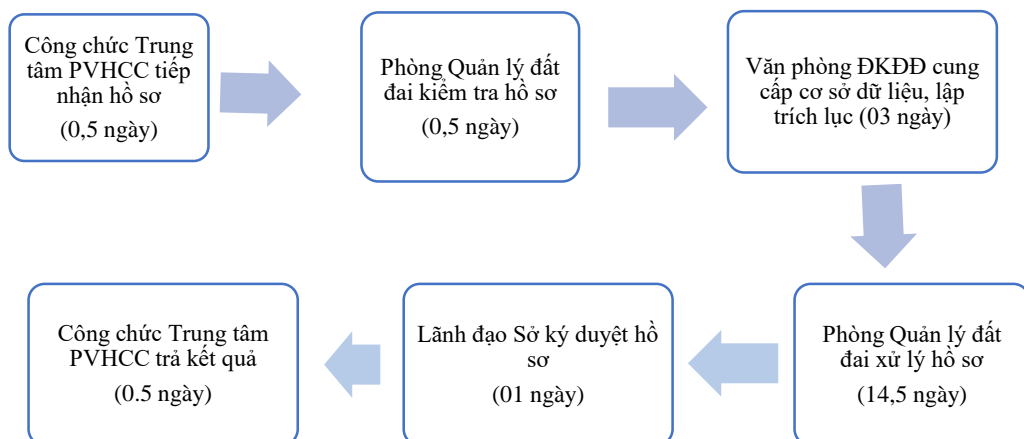 Công chức Trung
tâm PVHCC tiếp
nhận hồ sơ
(0,5 ngày)
Phòng Quản lý đất
đai kiểm tra hồ sơ
(0,5 ngày)
Văn phòng ĐKĐĐ cung
cấp cơ sở dữ liệu, lập
trích lục (03 ngày)
Phòng Quản lý đất
đai xử lý hồ sơ
(14,5 ngày)
Lãnh đạo Sở ký duyệt hồ
sơ
(01 ngày)
Công chức Trung tâm
PVHCC trả kết quả
(0.5 ngày)